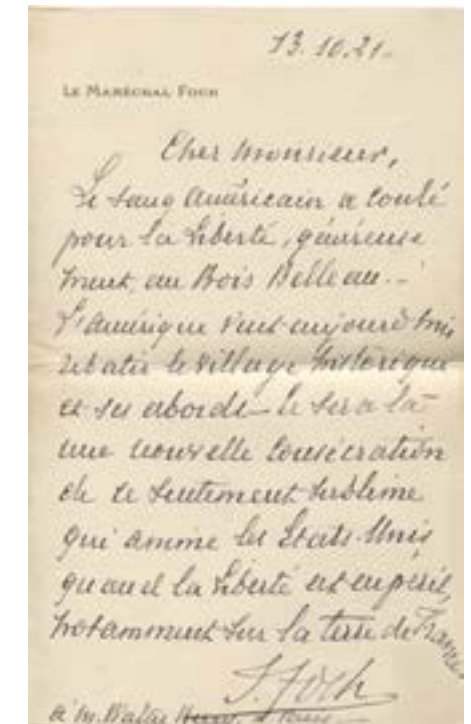 13.10.21.
LE MARÉCHAL FOCH
Cher Monsieur,
Le sang Américain a coulé
pour la liberté, généreuse
ment, au Bois Belleau.–
L'Amérique veut aujourd'hui
rebatir le village historique
et ses abords – Ce sera là
une nouvelle consécration
de ce sentiment sublime
qui anime les Etats Unis
quand la liberté est en péril,
notamment sur la terre de France
F. Foch
à M.